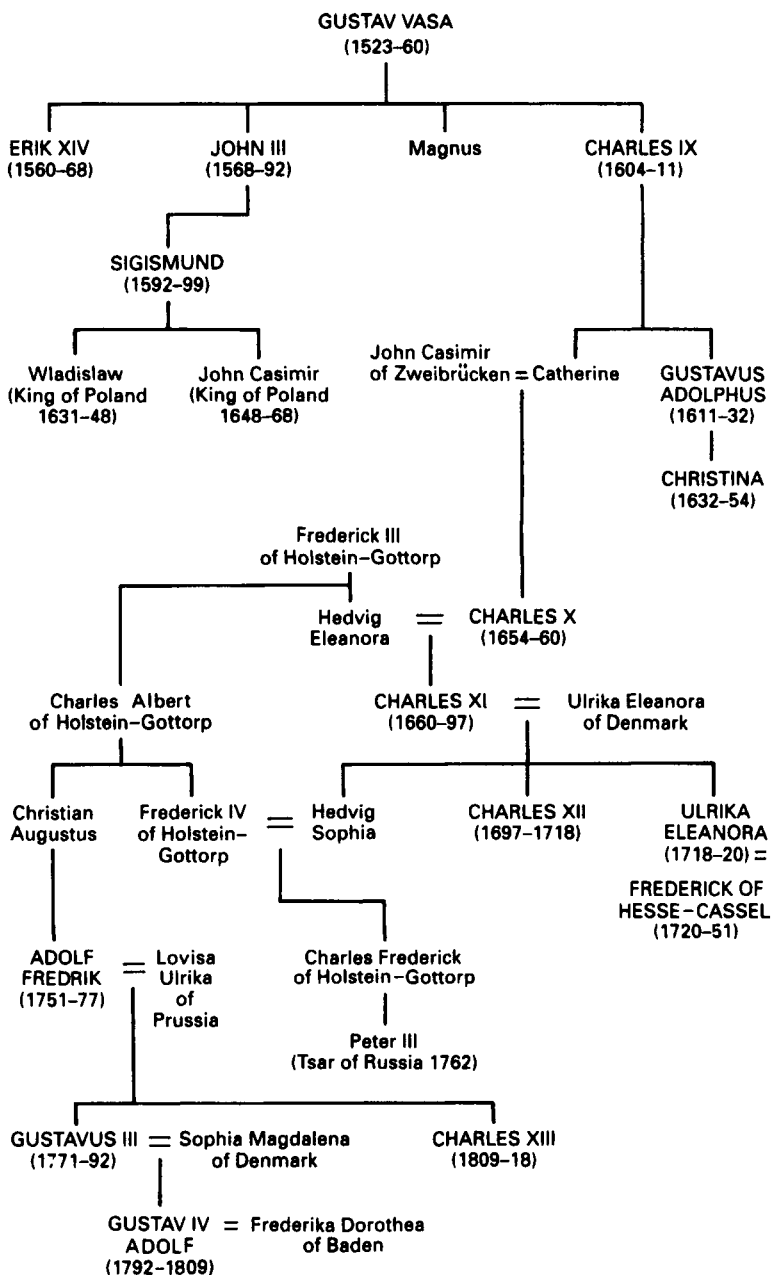 GUSTAV VASA
(1523–60)
ERIK XIV
(1560–68)
JOHN III
(1568–92)
Magnus
CHARLES IX
(1604–11)
SIGISMUND
(1592–99)
Wladislaw
(King of Poland
1631–48)
John Casimir
(King of Poland
1648–68)
John Casimir
of Zweibrücken = Catherine
GUSTAVUS
ADOLPHUS
(1611–32)
CHRISTINA
(1632–54)
Frederick III
of Holstein–Gottorp
Hedvig
Eleanora
=
CHARLES X
(1654–60)
Charles Albert
of Holstein–Gottorp
CHARLES XI
(1660–97)
=
Ulrika Eleanora
of Denmark
Christian
Augustus
Frederick IV
of Holstein–
Gottorp
=
Hedvig
Sophia
CHARLES XII
(1697–1718)
ULRIKA
ELEANORA
(1718–20) =
FREDERICK OF
HESSE–CASSEL
(1720–51)
ADOLF
FREDRIK
(1751–77)
=
Lovisa
Ulrika
of
Prussia
Charles Frederick
of Holstein–Gottorp
Peter III
(Tsar of Russia 1762)
GUSTAVUS III
(1771–92)
=
Sophia Magdalena
of Denmark
CHARLES XIII
(1809–18)
GUSTAV IV
ADOLF
(1792–1809)
=
Frederika Dorothea
of Baden